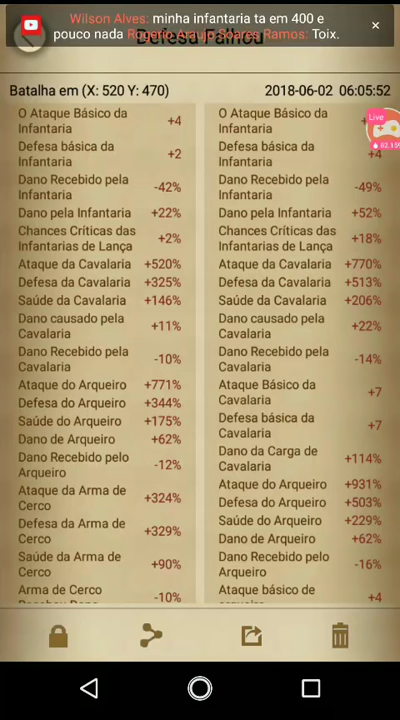 Wilson Alves: minha infantaria ta em 400 e
pouco nada Rogerio Araujo Soares Ramos: Toix.
Defesa Falhou
Batalha em (X: 520 Y: 470)
2018-06-02 06:05:52
O Ataque Básico da
Infantaria +4
Defesa básica da
Infantaria +2
Dano Recebido pela
Infantaria -42%
Dano pela Infantaria +22%
Chances Críticas das
Infantarias de Lança +2%
Ataque da Cavalaria +520%
Defesa da Cavalaria +325%
Saúde da Cavalaria +146%
Dano causado pela
Cavalaria +11%
Dano Recebido pela
Cavalaria -10%
Ataque do Arqueiro +771%
Defesa do Arqueiro +344%
Saúde do Arqueiro +175%
Dano de Arqueiro +62%
Dano Recebido pelo
Arqueiro -12%
Ataque da Arma de
Cerco +324%
Defesa da Arma de
Cerco +329%
Saúde da Arma de
Cerco +90%
Arma de Cerco -10%
O Ataque Básico da
Infantaria
Defesa básica da
Infantaria +4
Dano Recebido pela
Infantaria -49%
Dano pela Infantaria +52%
Chances Críticas das
Infantarias de Lança +18%
Ataque da Cavalaria +770%
Defesa da Cavalaria +513%
Saúde da Cavalaria +206%
Dano causado pela
Cavalaria +22%
Dano Recebido pela
Cavalaria -14%
Ataque Básico da
Cavalaria +7
Defesa básica da
Cavalaria +7
Dano da Carga de
Cavalaria +114%
Ataque do Arqueiro +931%
Defesa do Arqueiro +503%
Saúde do Arqueiro +229%
Dano de Arqueiro +62%
Dano Recebido pelo
Arqueiro -16%
Ataque básico de +4
Live